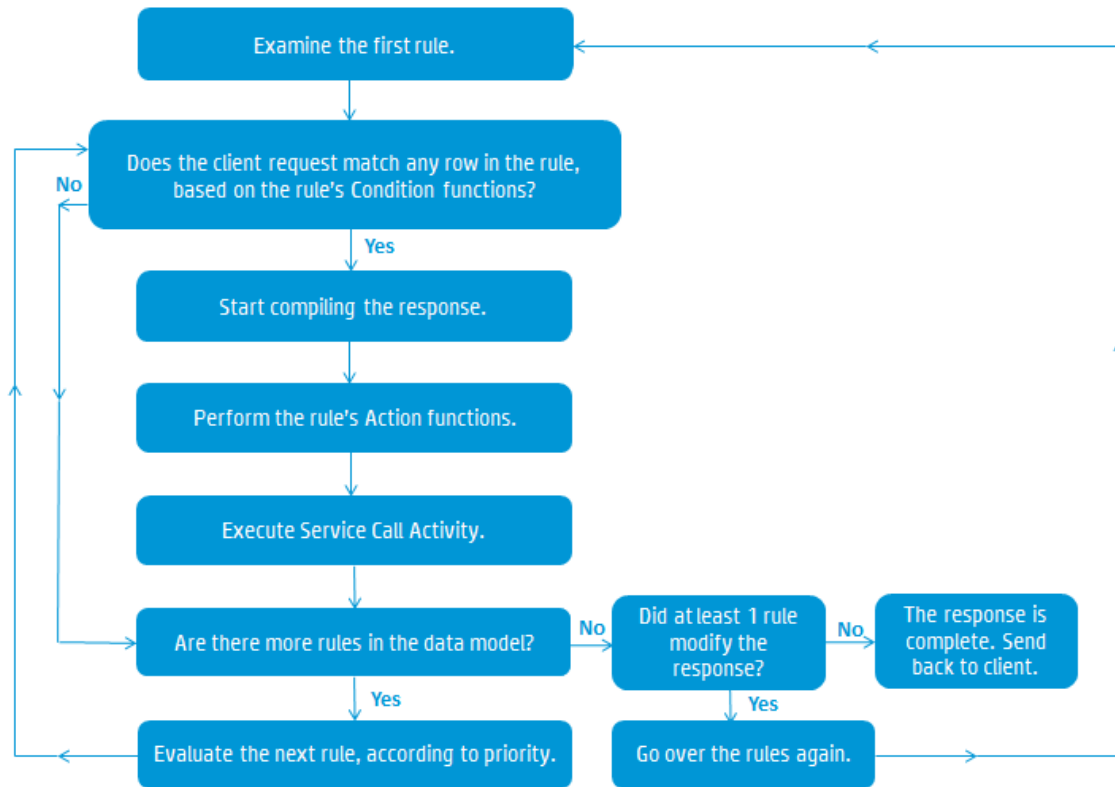 Examine the first rule.
Does the client request match any row in the rule,
based on the rule's Condition functions?
No
Yes
Start compiling the response.
Perform the rule's Action functions.
Execute Service Call Activity.
Are there more rules in the data model?
No
Did at least 1 rule
modify the
response?
No
The response is
complete. Send
back to client.
Yes
Yes
Evaluate the next rule, according to priority.
Go over the rules again.